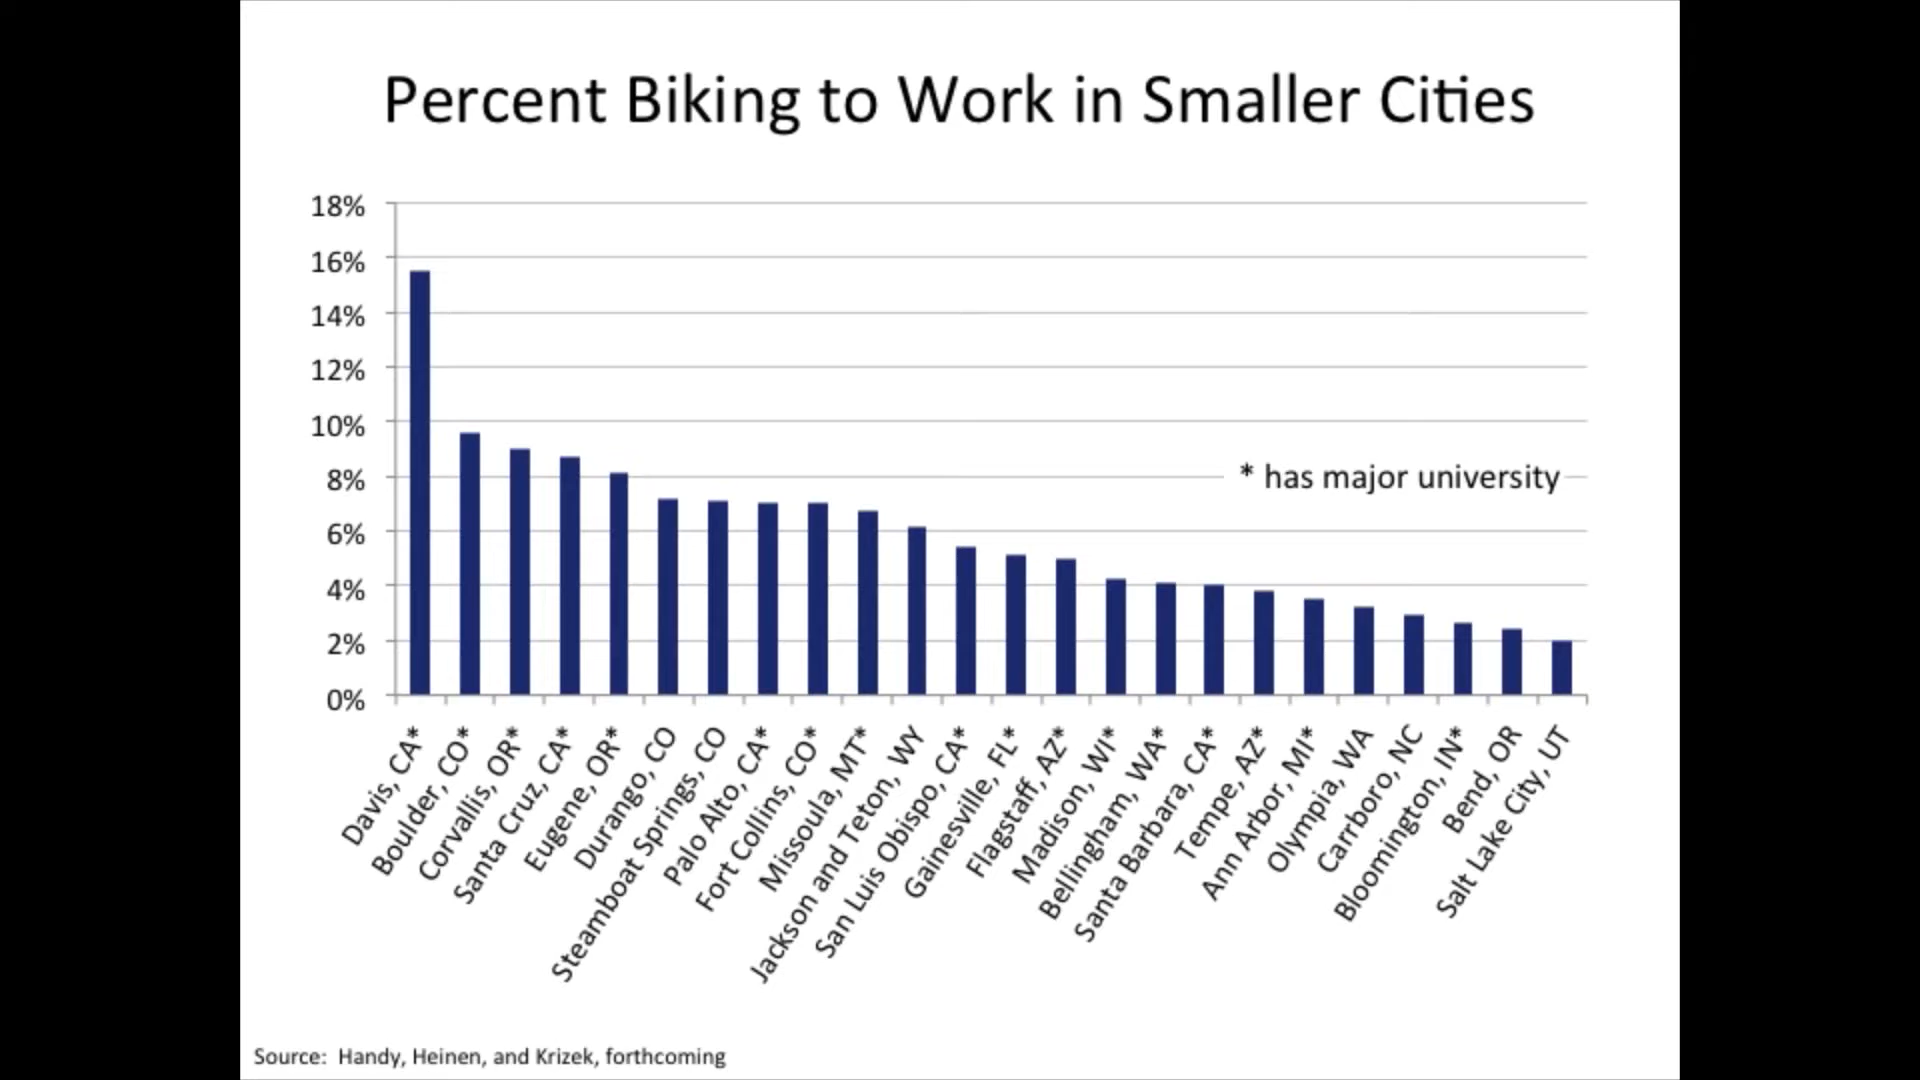 Percent Biking to Work in Smaller Cities
18%
16%
14%
12%
10%
8%
6%
4%
2%
0%
* has major university
Davis, CA*
Boulder, CO*
Corvallis, OR*
Santa Cruz, CA*
Eugene, OR*
Durango, CO
Steamboat Springs, CO
Palo Alto, CA*
Fort Collins, CO*
Missoula, MT*
Jackson and Teton, WY
San Luis Obispo, CA*
Gainesville, FL*
Flagstaff, AZ*
Madison, WI*
Bellingham, WA*
Santa Barbara, CA*
Tempe, AZ*
Ann Arbor, MI*
Olympia, WA
Carrboro, NC
Bloomington, IN*
Bend, OR
Salt Lake City, UT
Source: Handy, Heinen, and Krizek, forthcoming